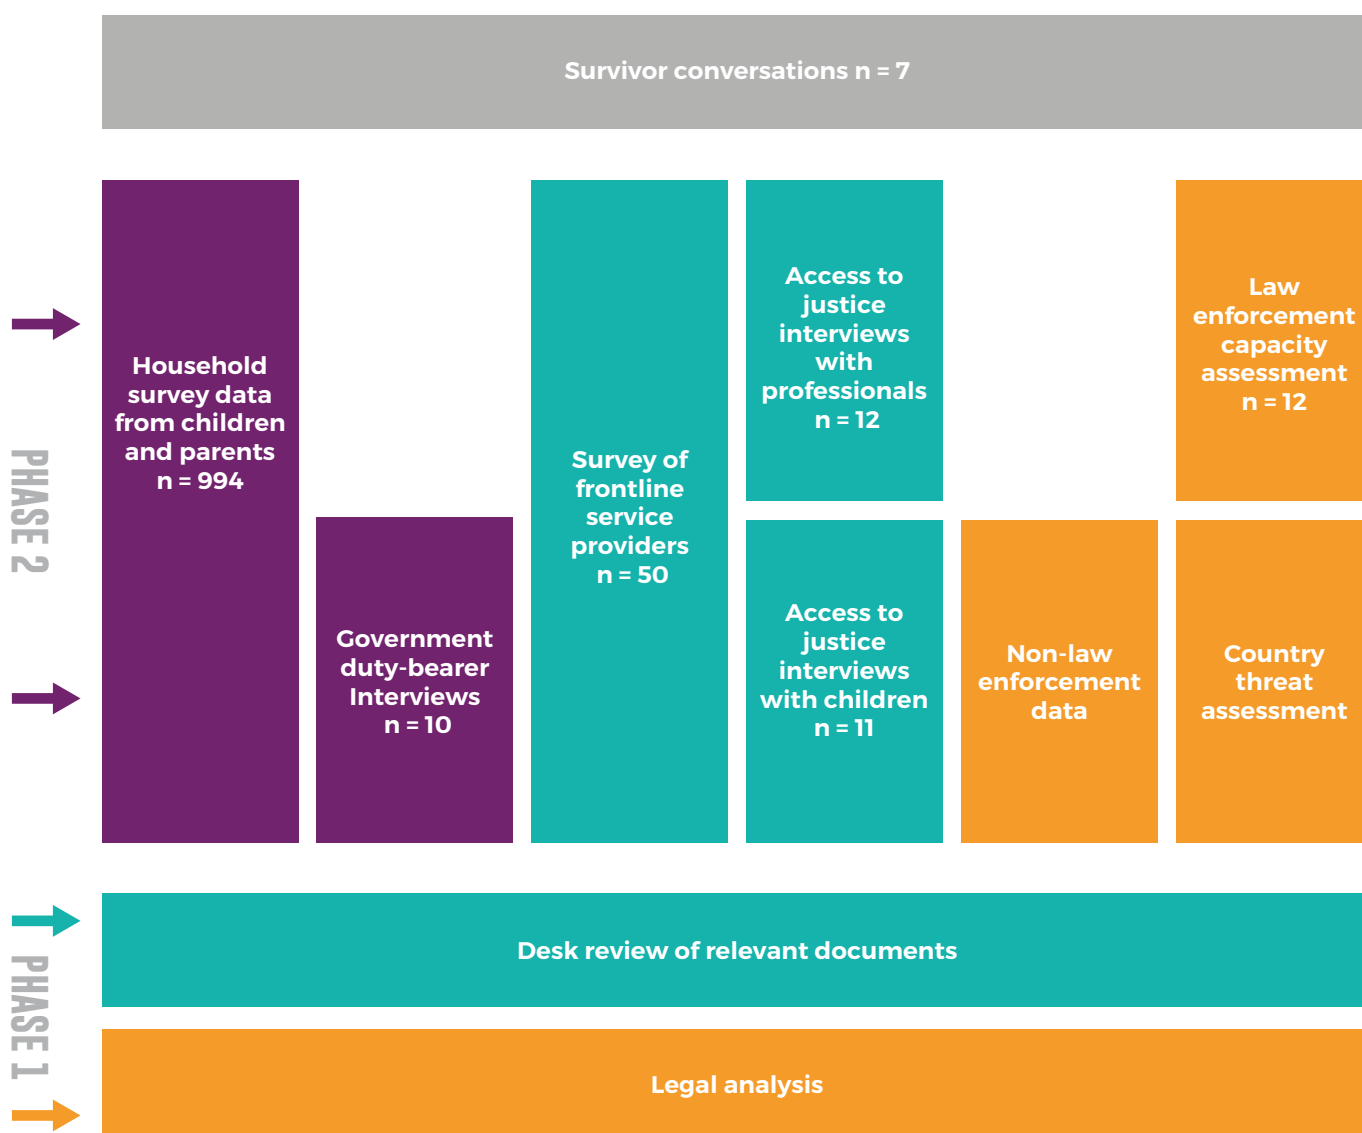 Survivor conversations n = 7
PHASE 2
Household
survey data
from children
and parents
n = 994
Government
duty-bearer
Interviews
n = 10
Survey of
frontline
service
providers
n = 50
Access to
justice
interviews
with
professionals
n = 12
Access to
justice
interviews
with children
n = 11
Non-law
enforcement
data
Law
enforcement
capacity
assessment
n = 12
Country
threat
assessment
PHASE 1
Desk review of relevant documents
Legal analysis